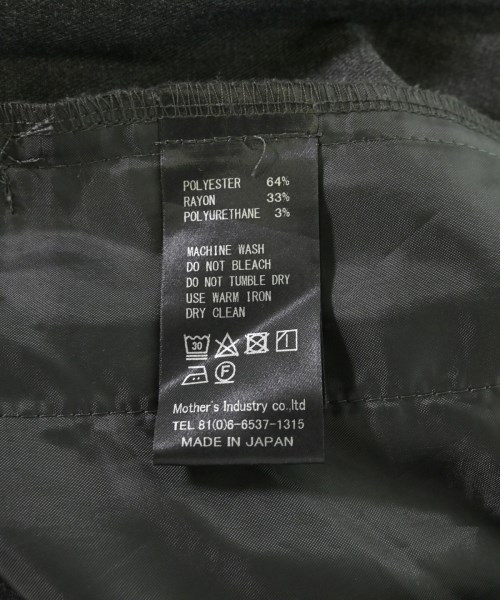 POLYESTER 64%
RAYON 33%
POLYURETHANE 3%
MACHINE WASH
DO NOT BLEACH
DO NOT TUMBLE DRY
USE WARM IRON
DRY CLEAN
30
F
Mother's Industry co.,ltd
TEL 81(0)6-6537-1315
MADE IN JAPAN